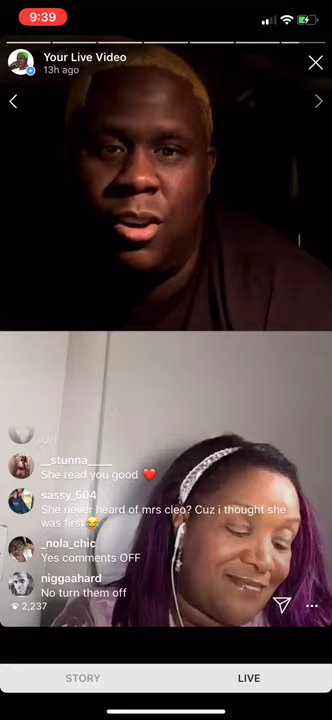 9:39
Your Live Video
13h ago
Off
__stunna____
She read you good ❤️
sassy_504
She never heard of mrs cleo? Cuz i thought she
was first😂
_nola_chic
Yes comments OFF
niggaahard
No turn them off
2,237
STORY
LIVE